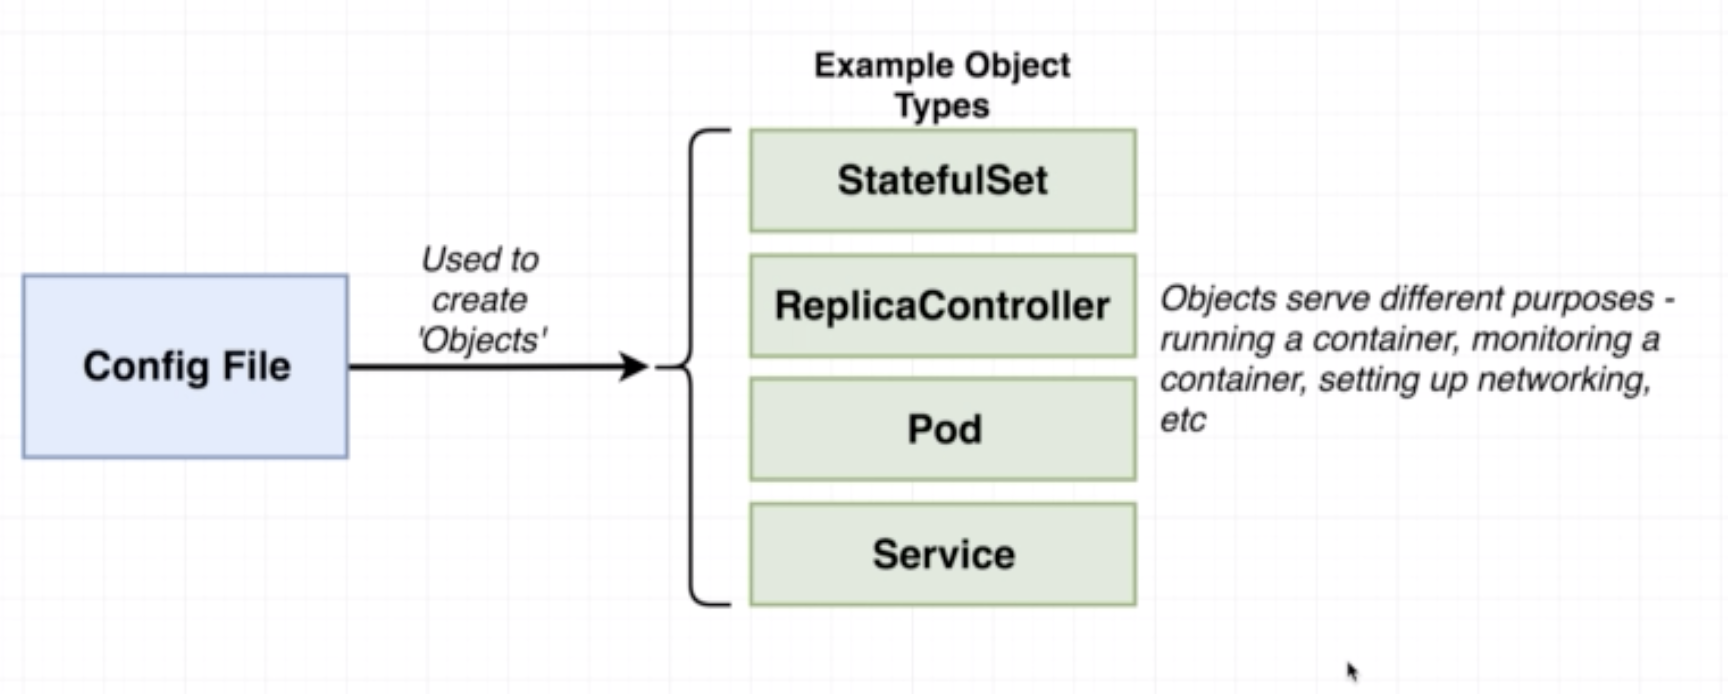 Example Object
Types
StatefulSet
Used to
create
'Objects'
Config File
ReplicaController
Pod
Service
Objects serve different purposes -
running a container, monitoring a
container, setting up networking,
etc